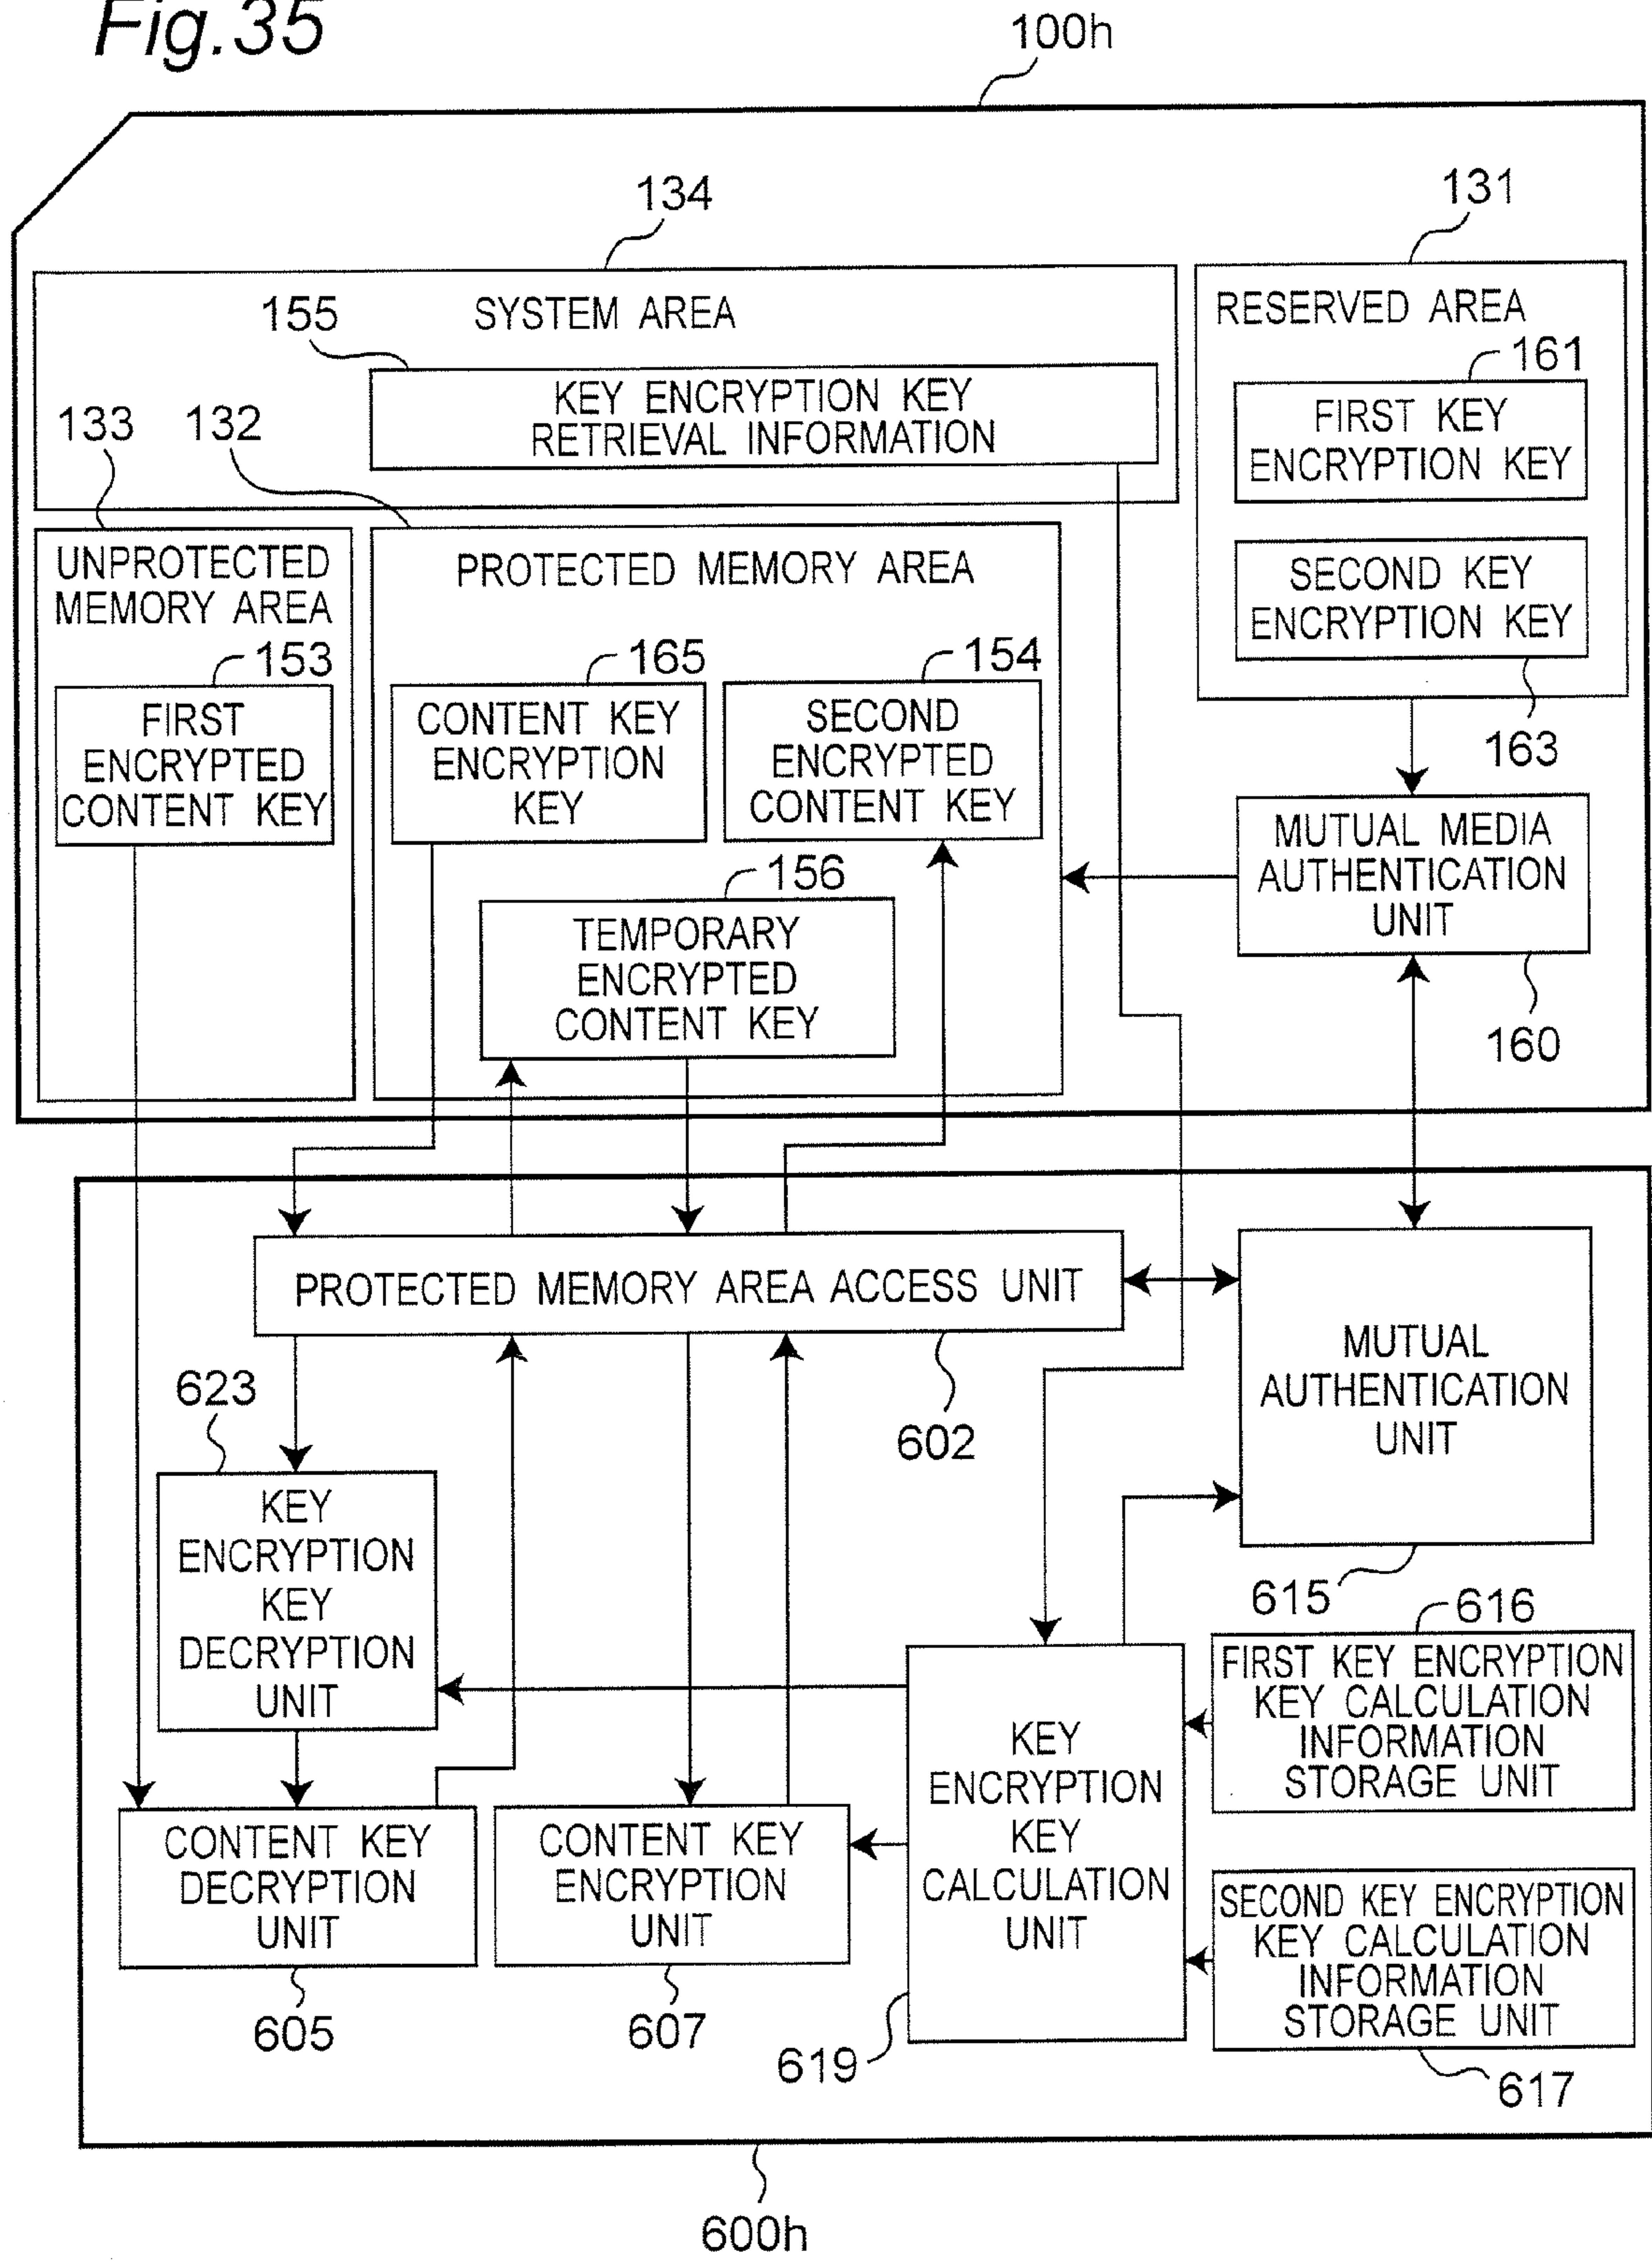 Fig.35
100h
134
131
SYSTEM AREA
155
KEY ENCRYPTION KEY
RETRIEVAL INFORMATION
RESERVED AREA
161
FIRST KEY
ENCRYPTION KEY
SECOND KEY
ENCRYPTION KEY
163
133
132
UNPROTECTED
MEMORY AREA
153
FIRST
ENCRYPTED
CONTENT KEY
PROTECTED MEMORY AREA
165
CONTENT KEY
ENCRYPTION
KEY
154
SECOND
ENCRYPTED
CONTENT KEY
156
TEMPORARY
ENCRYPTED
CONTENT KEY
MUTUAL MEDIA
AUTHENTICATION
UNIT
160
PROTECTED MEMORY AREA ACCESS UNIT
602
MUTUAL
AUTHENTICATION
UNIT
615
623
KEY
ENCRYPTION
KEY
DECRYPTION
UNIT
616
FIRST KEY ENCRYPTION
KEY CALCULATION
INFORMATION
STORAGE UNIT
KEY
ENCRYPTION
KEY
CALCULATION
UNIT
619
CONTENT KEY
DECRYPTION
UNIT
605
CONTENT KEY
ENCRYPTION
UNIT
607
SECOND KEY ENCRYPTION
KEY CALCULATION
INFORMATION
STORAGE UNIT
617
600h